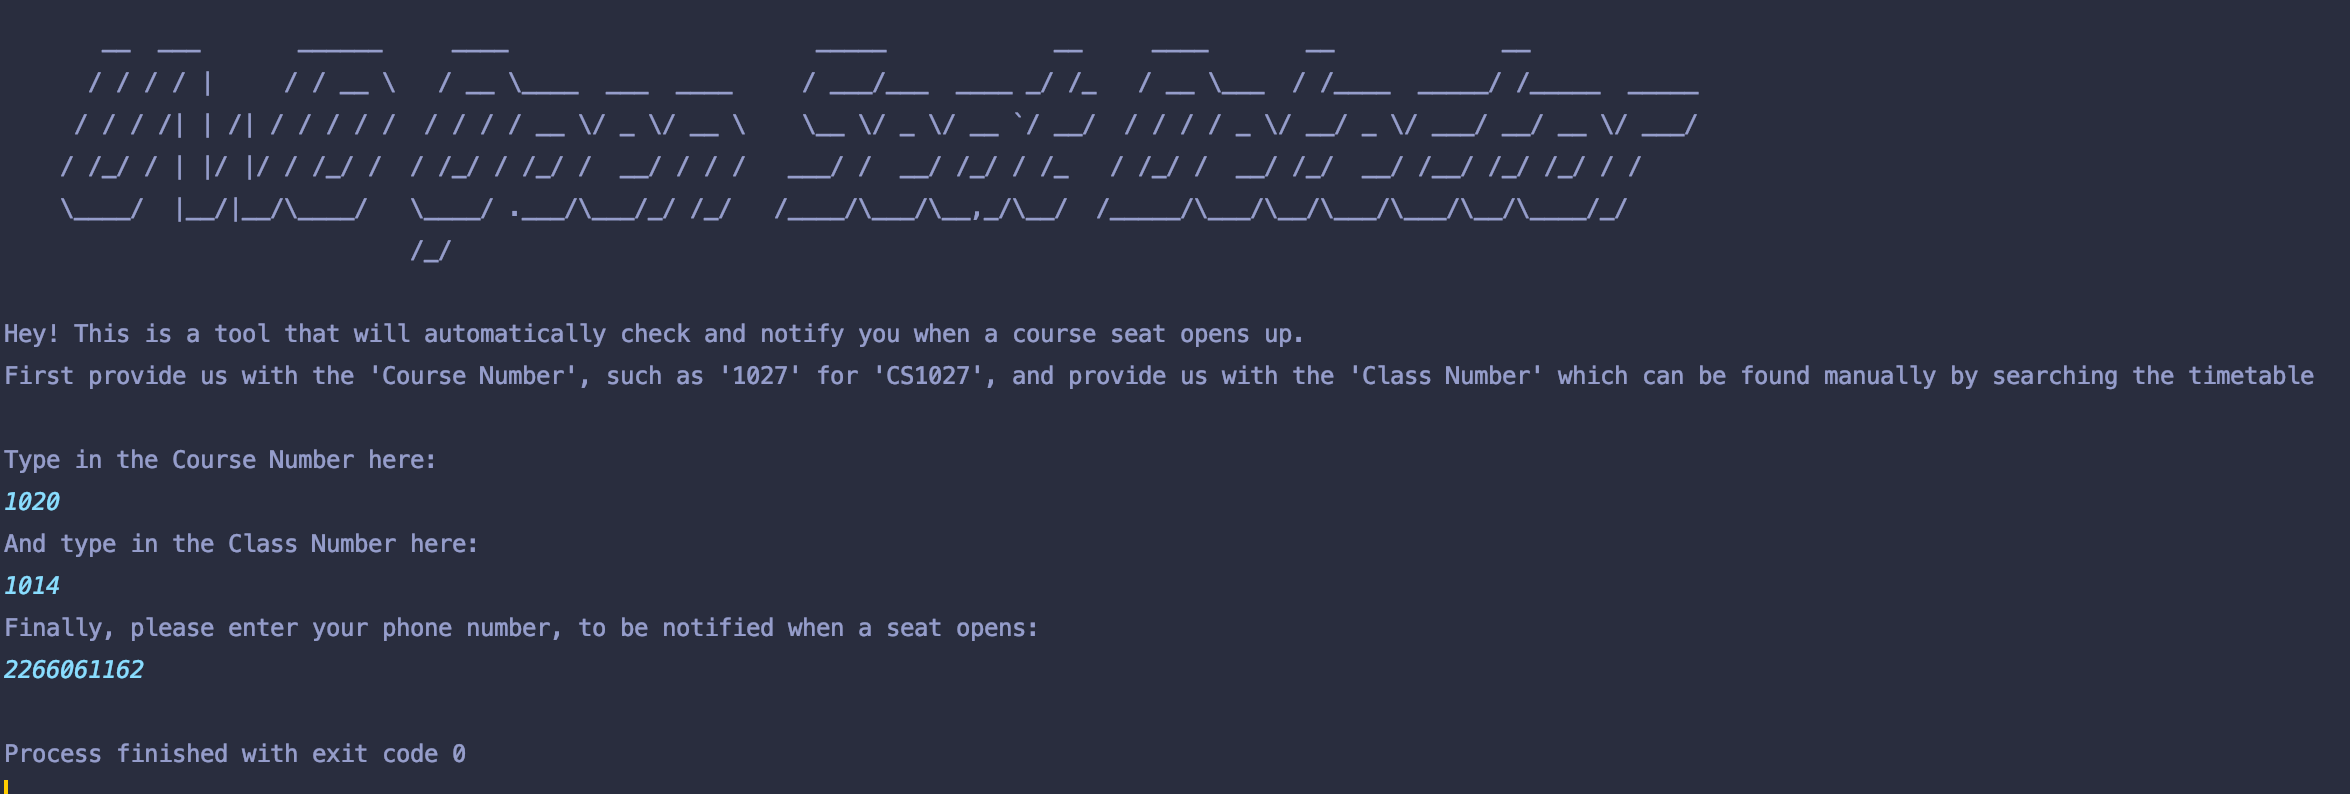 UWO Open Seat Detector
Hey! This is a tool that will automatically check and notify you when a course seat opens up.
First provide us with the 'Course Number', such as '1027' for 'CS1027', and provide us with the 'Class Number' which can be found manually by searching the timetable
Type in the Course Number here:
1020
And type in the Class Number here:
1014
Finally, please enter your phone number, to be notified when a seat opens:
2266061162
Process finished with exit code 0